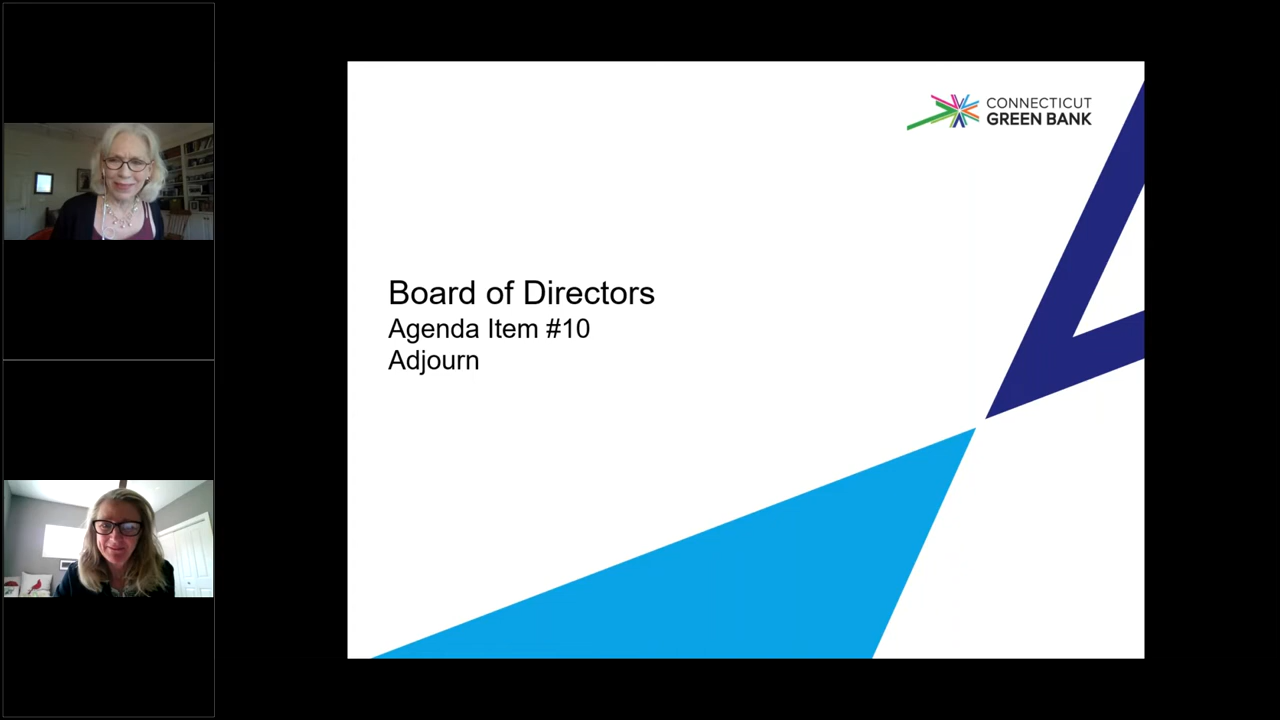 CONNECTICUT
GREEN BANK
Board of Directors
Agenda Item #10
Adjourn